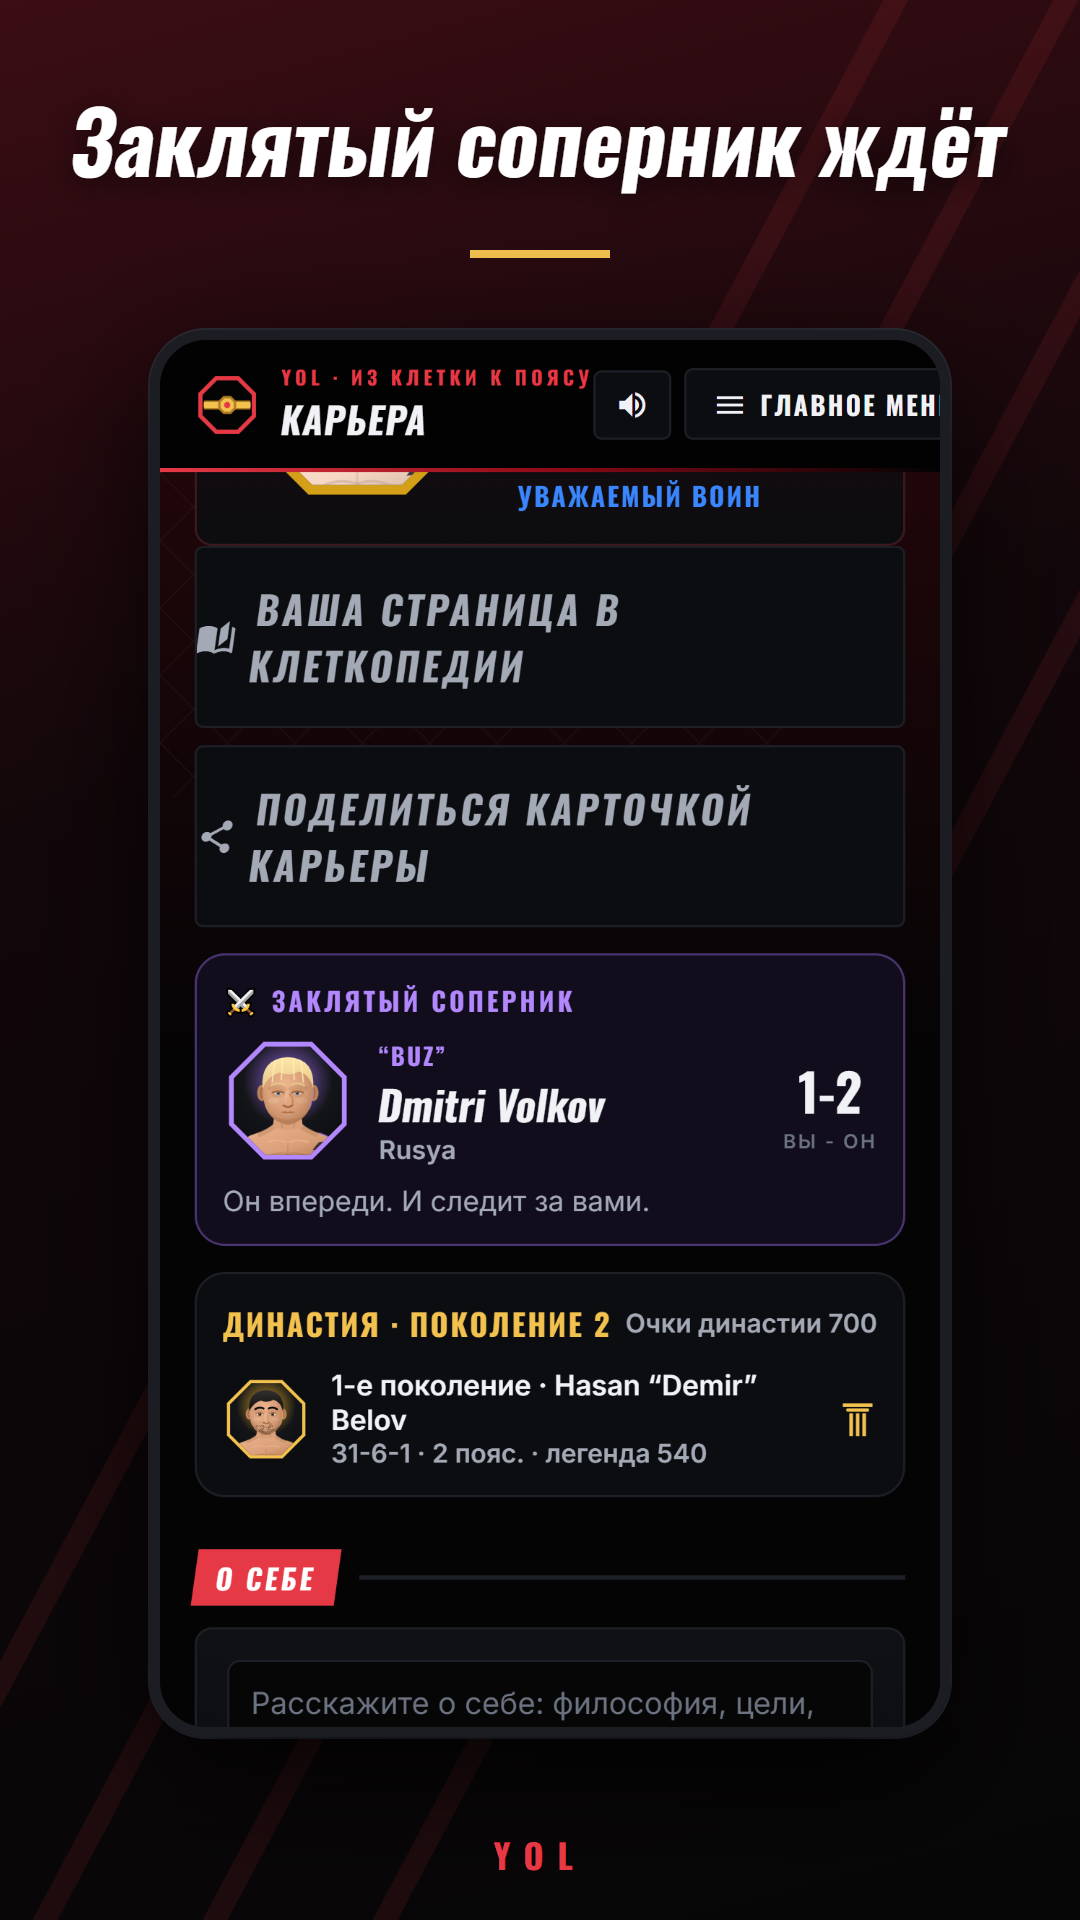 Заклятый соперник ждёт
YOL · ИЗ КЛЕТКИ К ПОЯСУ
КАРЬЕРА
ГЛАВНОЕ МЕН
УВАЖАЕМЫЙ ВОИН
ВАША СТРАНИЦА В
КЛЕТКОПЕДИИ
ПОДЕЛИТЬСЯ КАРТОЧКОЙ
КАРЬЕРЫ
ЗАКЛЯТЫЙ СОПЕРНИК
“BUZ”
Dmitri Volkov
Rusya
1-2
ВЫ - ОН
Он впереди. И следит за вами.
ДИНАСТИЯ · ПОКОЛЕНИЕ 2
Очки династии 700
1-е поколение · Hasan “Demir”
Belov
31-6-1 · 2 пояс. · легенда 540
О СЕБЕ
Расскажите о себе: философия, цели,
YOL